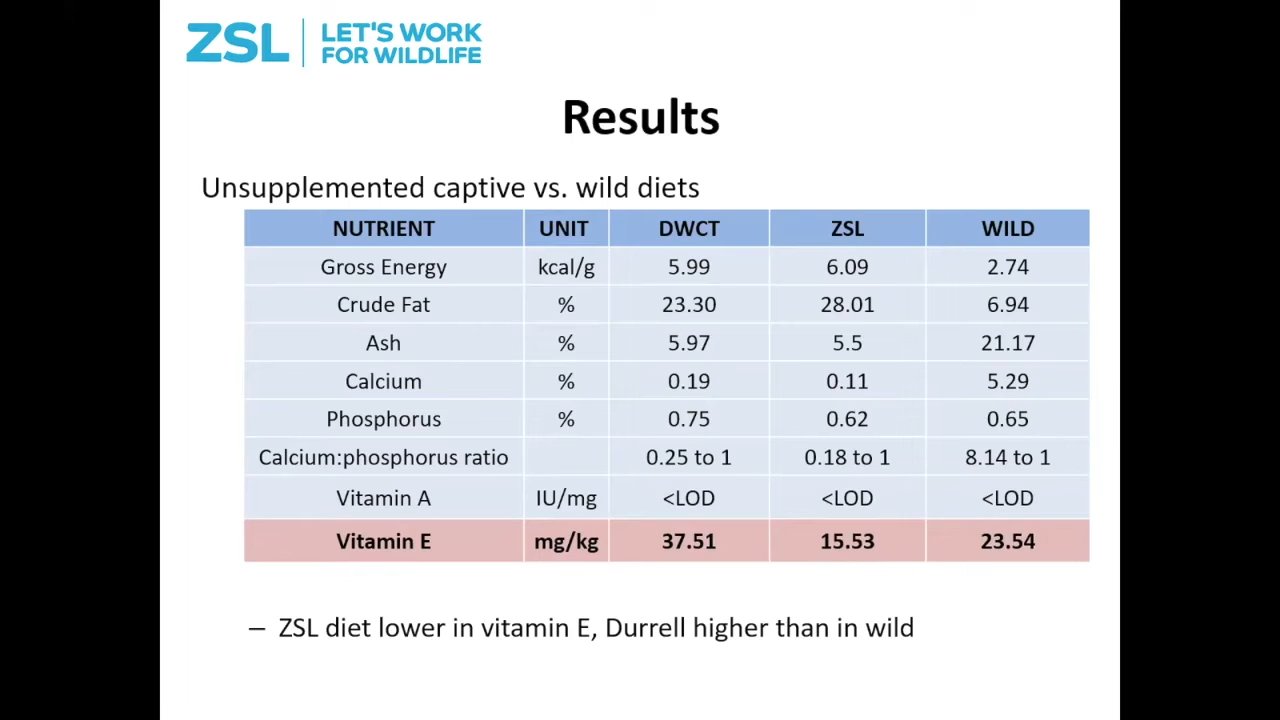 ZSL
LET'S WORK
FOR WILDLIFE
Results
Unsupplemented captive vs. wild diets
NUTRIENT UNIT DWCT ZSL WILD
Gross Energy kcal/g 5.99 6.09 2.74
Crude Fat % 23.30 28.01 6.94
Ash % 5.97 5.5 21.17
Calcium % 0.19 0.11 5.29
Phosphorus % 0.75 0.62 0.65
Calcium:phosphorus ratio 0.25 to 1 0.18 to 1 8.14 to 1
Vitamin A IU/mg <LOD <LOD <LOD
Vitamin E mg/kg 37.51 15.53 23.54
– ZSL diet lower in vitamin E, Durrell higher than in wild